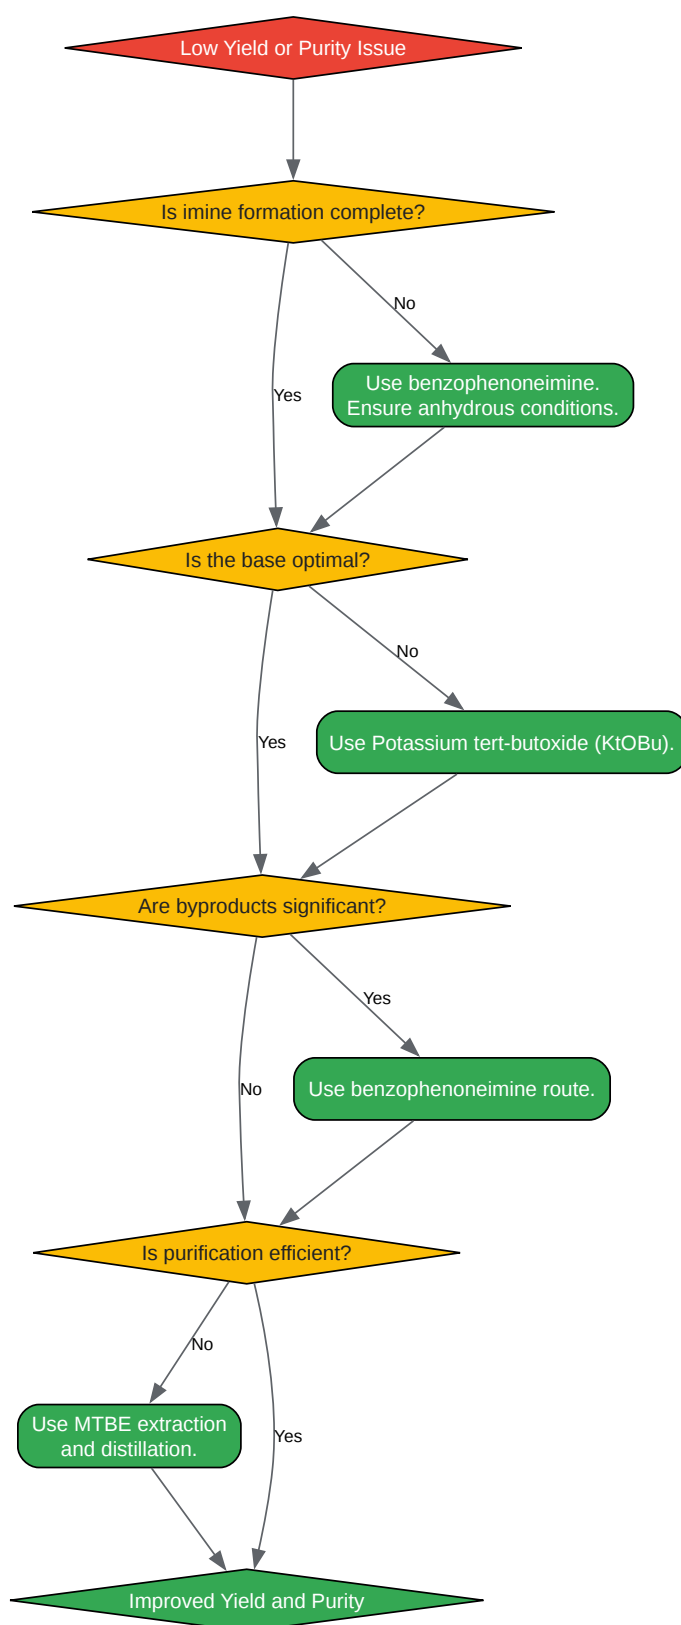 Low Yield or Purity Issue
Is imine formation complete?
No
Use benzophenoneimine.
Ensure anhydrous conditions.
Yes
Is the base optimal?
No
Use Potassium tert-butoxide (KtOBu).
Yes
Are byproducts significant?
Yes
Use benzophenoneimine route.
No
Is purification efficient?
No
Use MTBE extraction
and distillation.
Yes
Improved Yield and Purity